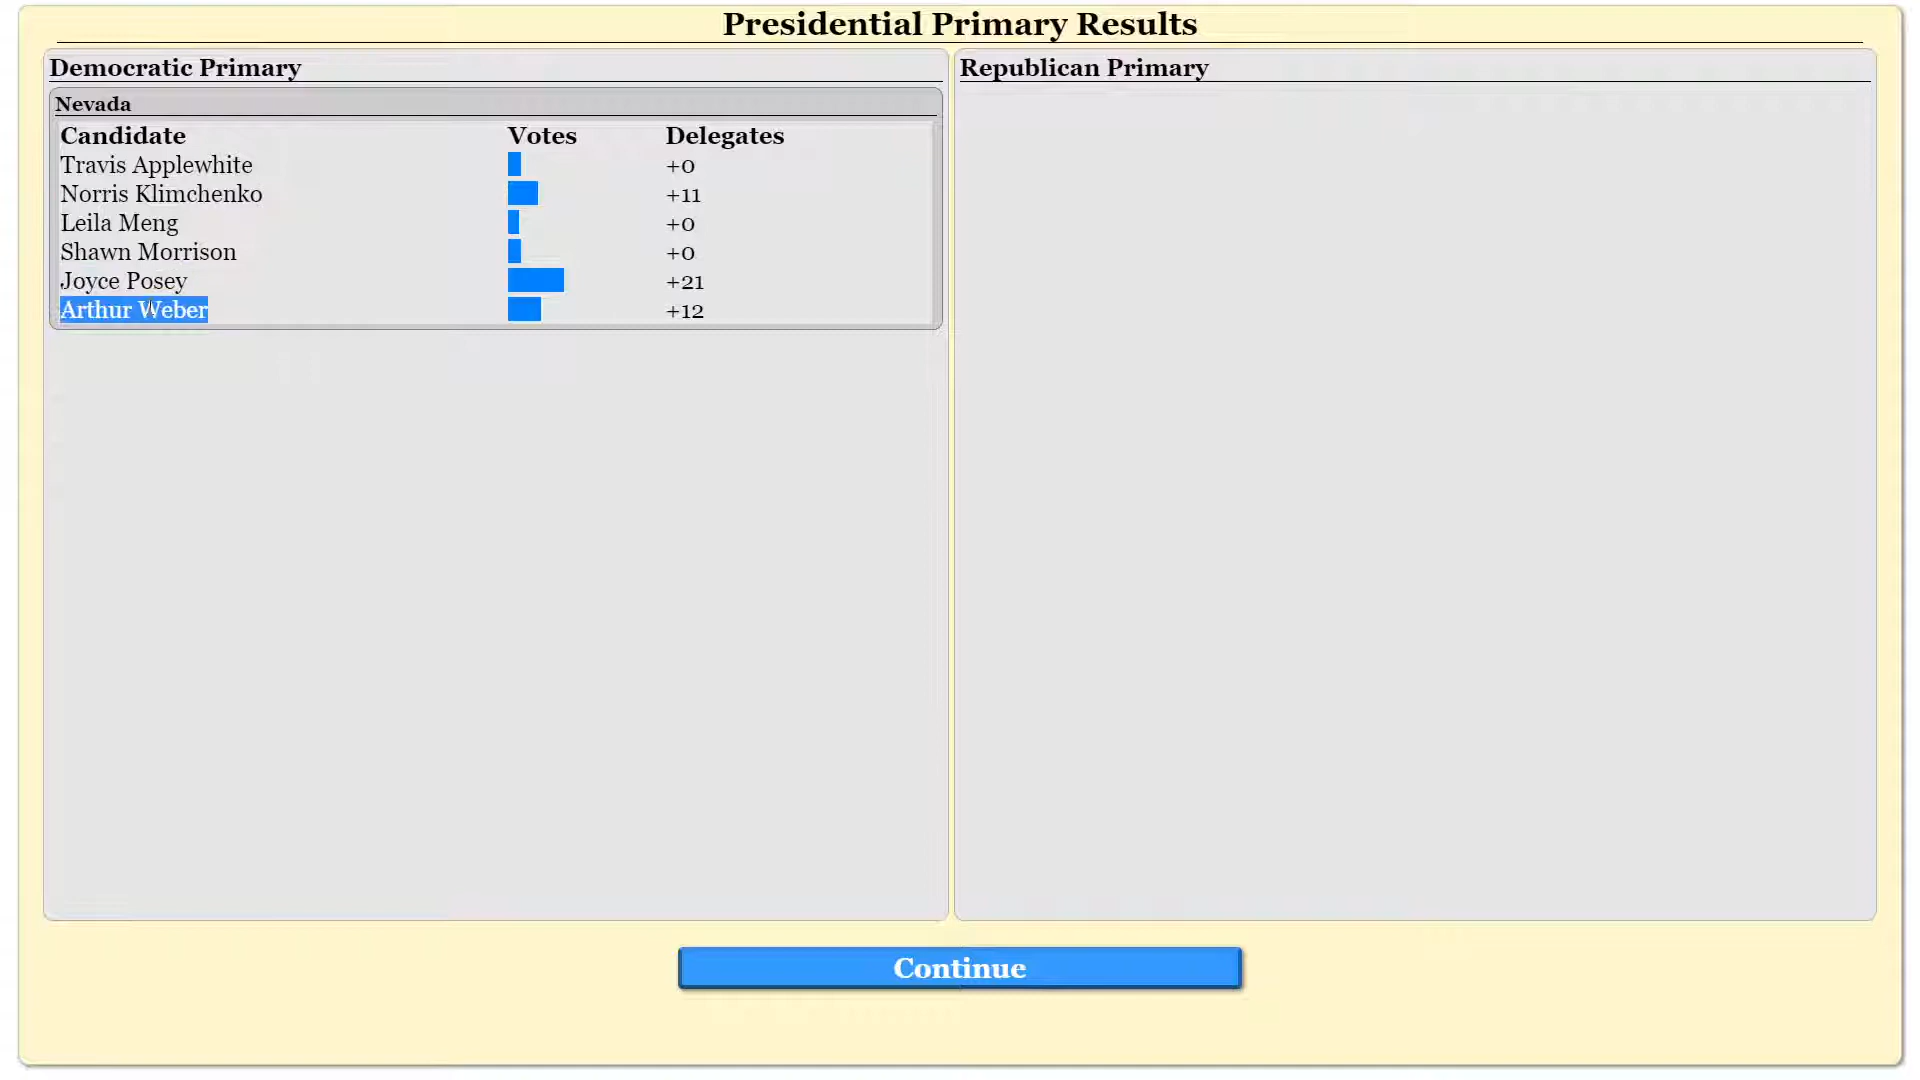 Presidential Primary Results
Democratic Primary
Nevada
Candidate Votes Delegates
Travis Applewhite +0
Norris Klimchenko +11
Leila Meng +0
Shawn Morrison +0
Joyce Posey +21
Arthur Weber +12
Republican Primary
Continue